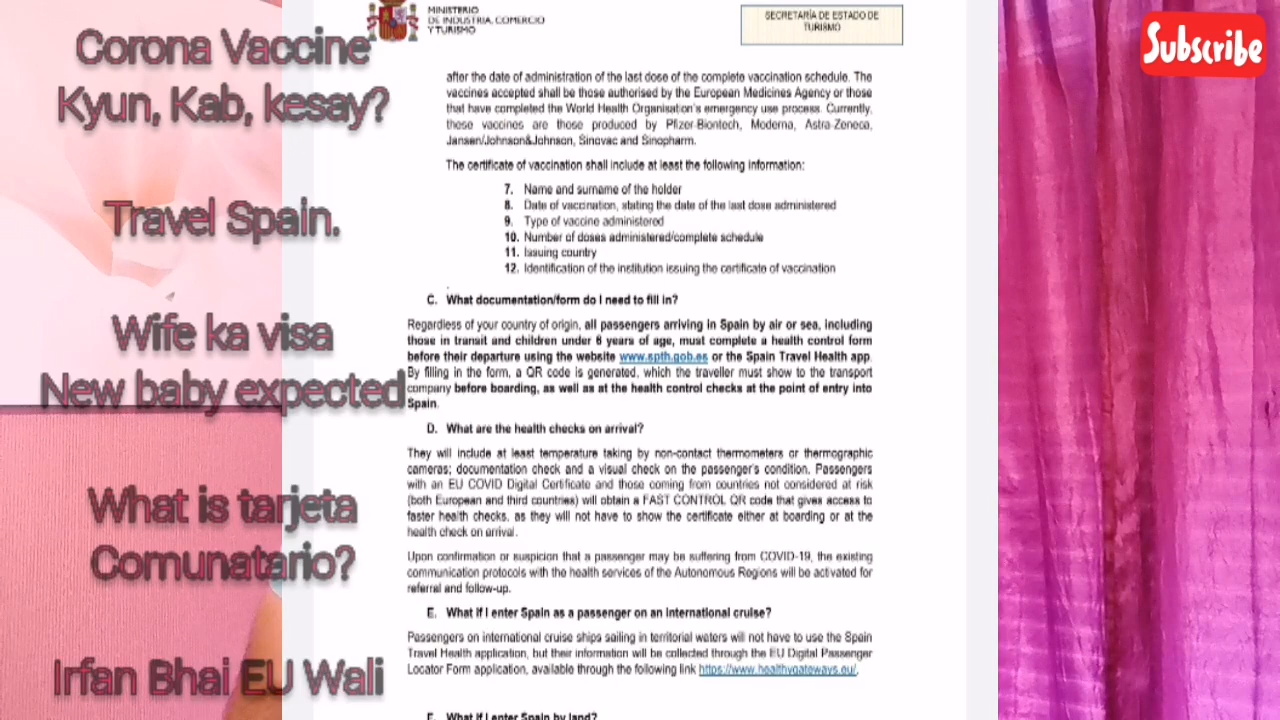 MINISTERIO
DE INDUSTRIA, COMERCIO
Y TURISMO
SECRETARÍA DE ESTADO DE
TURISMO
Subscribe
Corona Vaccine
Kyun, Kab, kesay?
Travel Spain.
Wife ka visa
New baby expected
What is tarjeta
Comunatario?
Irfan Bhai EU Wali
after the date of administration of the last dose of the complete vaccination schedule. The
vaccines accepted shall be those authorised by the European Medicines Agency or those
that have completed the World Health Organisation's emergency use process. Currently,
these vaccines are those produced by Pfizer-Biontech, Moderna, Astra-Zeneca,
Jansen/Johnson&Johnson, Sinovac and Sinopharm.
The certificate of vaccination shall include at least the following information:
7. Name and surname of the holder
8. Date of vaccination, stating the date of the last dose administered
9. Type of vaccine administered
10. Number of doses administered/complete schedule
11. Issuing country
12. Identification of the institution issuing the certificate of vaccination
C. What documentation/form do I need to fill in?
Regardless of your country of origin, all passengers arriving in Spain by air or sea, including
those in transit and children under 6 years of age, must complete a health control form
before their departure using the website www.spth.gob.es or the Spain Travel Health app.
By filling in the form, a QR code is generated, which the traveller must show to the transport
company before boarding, as well as at the health control checks at the point of entry into
Spain.
D. What are the health checks on arrival?
They will include at least temperature taking by non-contact thermometers or thermographic
cameras; documentation check and a visual check on the passenger's condition. Passengers
with an EU COVID Digital Certificate and those coming from countries not considered at risk
(both European and third countries) will obtain a FAST CONTROL QR code that gives access to
faster health checks, as they will not have to show the certificate either at boarding or at the
health check on arrival.
Upon confirmation or suspicion that a passenger may be suffering from COVID-19, the existing
communication protocols with the health services of the Autonomous Regions will be activated for
referral and follow-up.
E. What if I enter Spain as a passenger on an international cruise?
Passengers on international cruise ships sailing in territorial waters will not have to use the Spain
Travel Health application, but their information will be collected through the EU Digital Passenger
Locator Form application, available through the following link https://www.healthygateways.eu/.
F. What if I enter Spain by land?